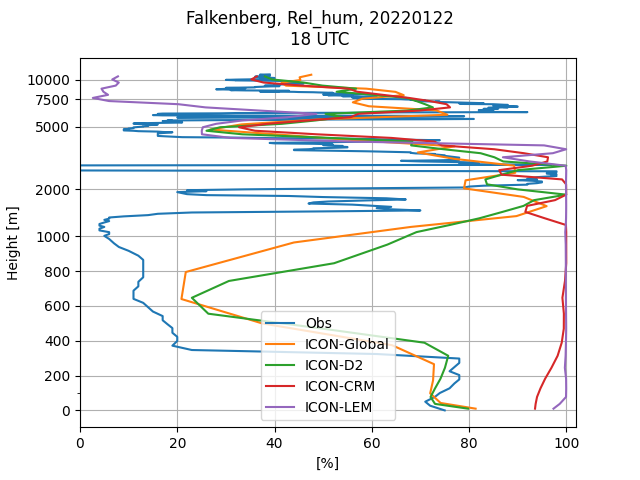 Falkenberg, Rel_hum, 20220122
18 UTC
10000
7500
5000
2000
1000
800
600
400
200
0
Height [m]
Obs
ICON-Global
ICON-D2
ICON-CRM
ICON-LEM
0
20
40
60
80
100
[%]